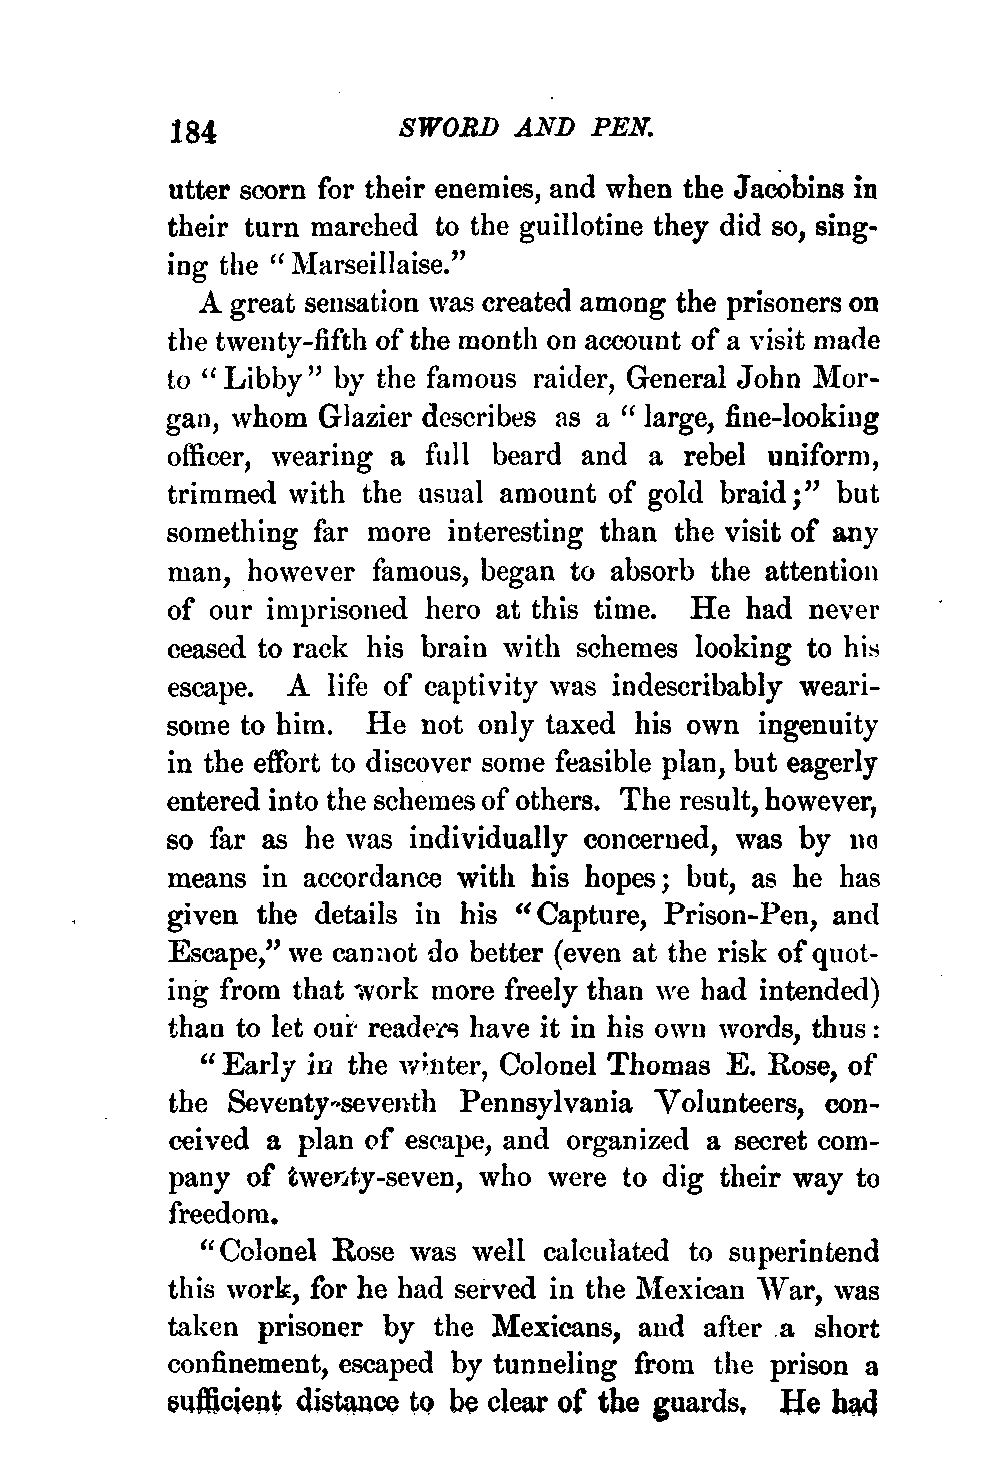 184 SWORD AND PEN.
utter scorn for their enemies, and when the Jacobins in
their turn marched to the guillotine they did so, sing-
ing the “Marseillaise.”
A great sensation was created among the prisoners on
the twenty-fifth of the month on account of a visit made
to “Libby” by the famous raider, General John Mor-
gan, whom Glazier describes as a “large, fine-looking
officer, wearing a full beard and a rebel uniform,
trimmed with the usual amount of gold braid;” but
something far more interesting than the visit of any
man, however famous, began to absorb the attention
of our imprisoned hero at this time. He had never
ceased to rack his brain with schemes looking to his
escape. A life of captivity was indescribably weari-
some to him. He not only taxed his own ingenuity
in the effort to discover some feasible plan, but eagerly
entered into the schemes of others. The result, however,
so far as he was individually concerned, was by no
means in accordance with his hopes; but, as he has
given the details in his “Capture, Prison-Pen, and
Escape,” we cannot do better (even at the risk of quot-
ing from that work more freely than we had intended)
than to let our readers have it in his own words, thus:
“Early in the winter, Colonel Thomas E. Rose, of
the Seventy-seventh Pennsylvania Volunteers, con-
ceived a plan of escape, and organized a secret com-
pany of twenty-seven, who were to dig their way to
freedom.
“Colonel Rose was well calculated to superintend
this work, for he had served in the Mexican War, was
taken prisoner by the Mexicans, and after a short
confinement, escaped by tunneling from the prison a
sufficient distance to be clear of the guards. He had